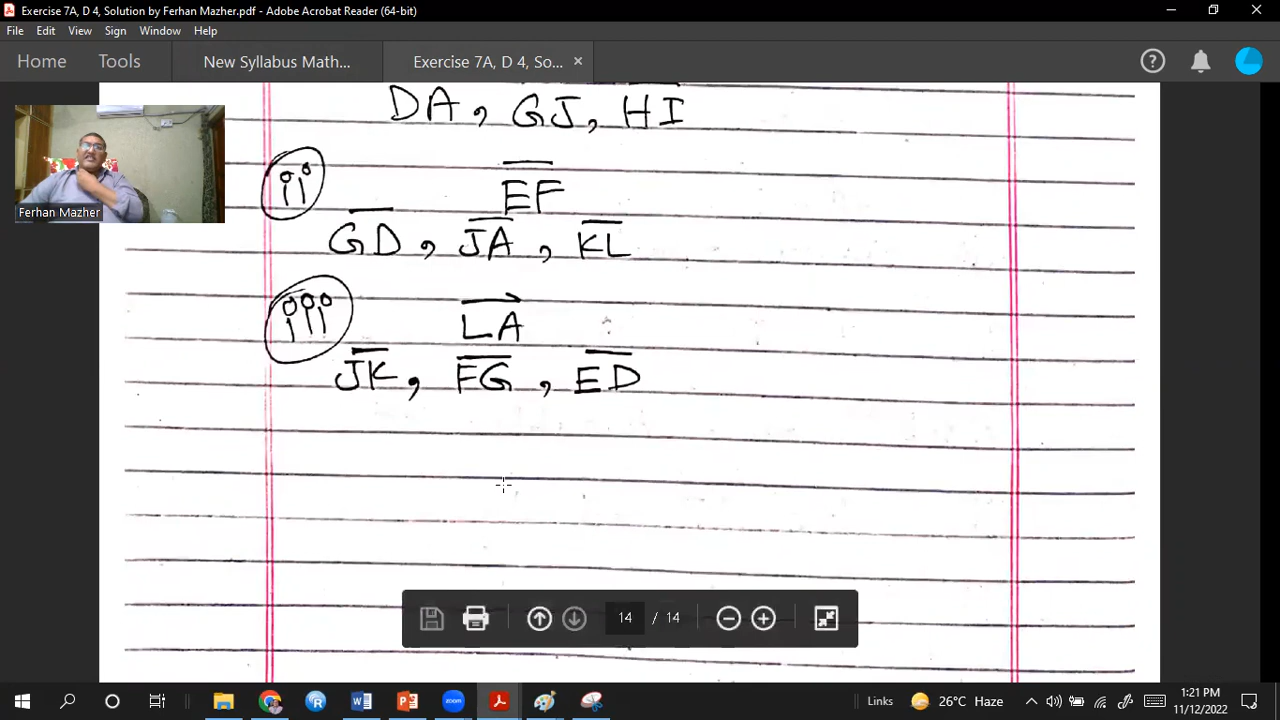 Exercise 7A, D 4, Solution by Ferhan Mazher.pdf - Adobe Acrobat Reader (64-bit)
File Edit View Sign Window Help
Home Tools New Syllabus Math... Exercise 7A, D 4, So...
DA, GJ, HI
ii
EF
GD, JA, KL
Ferhan Mazher
iii
LA
JK, FG, ED
14 / 14
Links 26°C Haze 1:21 PM
11/12/2022